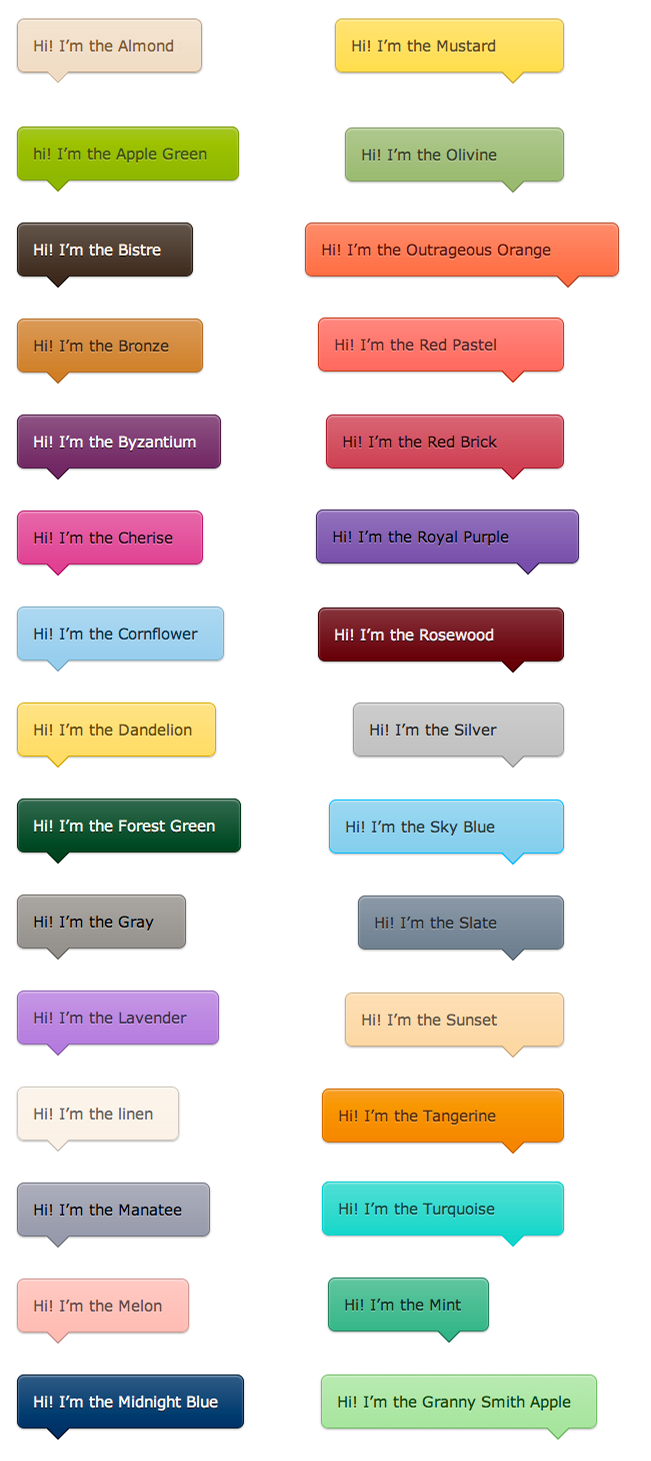 Hi! I’m the Almond
Hi! I’m the Mustard
hi! I’m the Apple Green
Hi! I’m the Olivine
Hi! I’m the Bistre
Hi! I’m the Outrageous Orange
Hi! I’m the Bronze
Hi! I’m the Red Pastel
Hi! I’m the Byzantium
Hi! I’m the Red Brick
Hi! I’m the Cherise
Hi! I’m the Royal Purple
Hi! I’m the Cornflower
Hi! I’m the Rosewood
Hi! I’m the Dandelion
Hi! I’m the Silver
Hi! I’m the Forest Green
Hi! I’m the Sky Blue
Hi! I’m the Gray
Hi! I’m the Slate
Hi! I’m the Lavender
Hi! I’m the Sunset
Hi! I’m the linen
Hi! I’m the Tangerine
Hi! I’m the Manatee
Hi! I’m the Turquoise
Hi! I’m the Melon
Hi! I’m the Mint
Hi! I’m the Midnight Blue
Hi! I’m the Granny Smith Apple